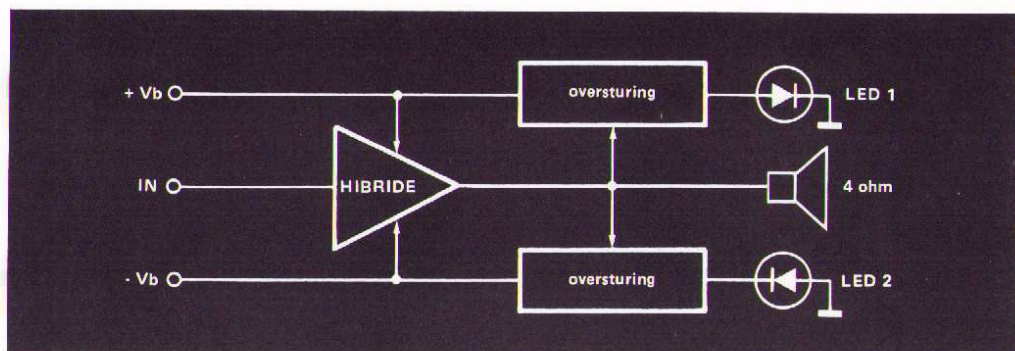 + Vb
oversturing
LED 1
IN
HIBRIDE
4 ohm
- Vb
oversturing
LED 2